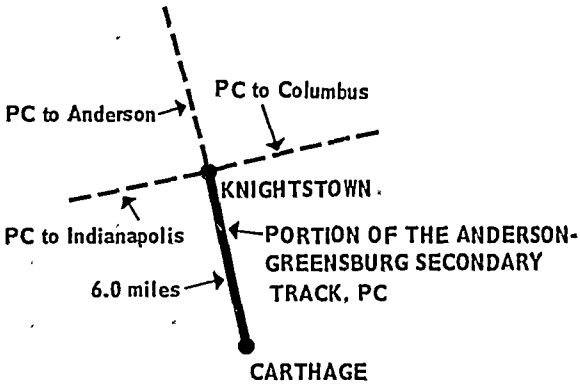 PC to Columbus
PC to Anderson
KNIGHTSTOWN
PC to Indianapolis
PORTION OF THE ANDERSON-
GREENSBURG SECONDARY
TRACK, PC
6.0 miles
CARTHAGE